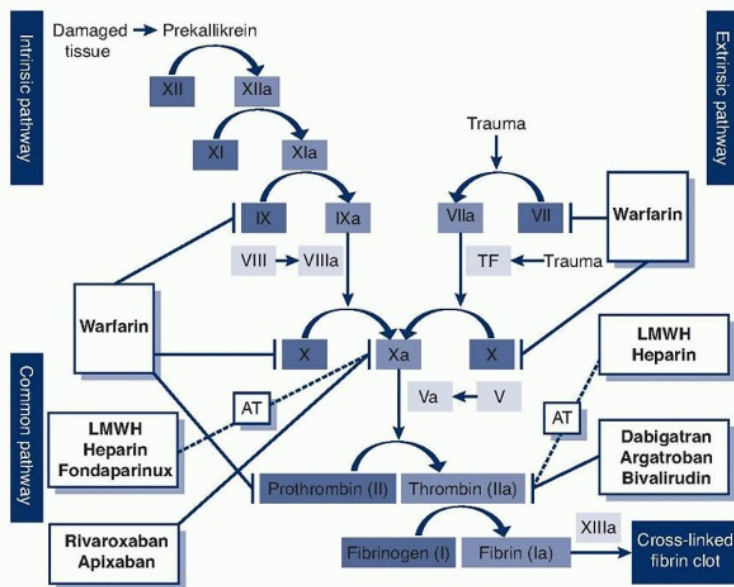 Intrinsic pathway
Damaged
tissue
Prekallikrein
Extrinsic pathway
XII
XIIa
XI
XIa
Trauma
IX
IXa
VIIa
VII
Warfarin
VIII
VIIIa
TF
Trauma
Warfarin
X
Xa
X
LMWH
Heparin
Common pathway
AT
Va
V
AT
LMWH
Heparin
Fondaparinux
Dabigatran
Argatroban
Bivalirudin
Prothrombin (II)
Thrombin (IIa)
Rivaroxaban
Apixaban
XIIIa
Fibrinogen (I)
Fibrin (Ia)
Cross-linked
fibrin clot